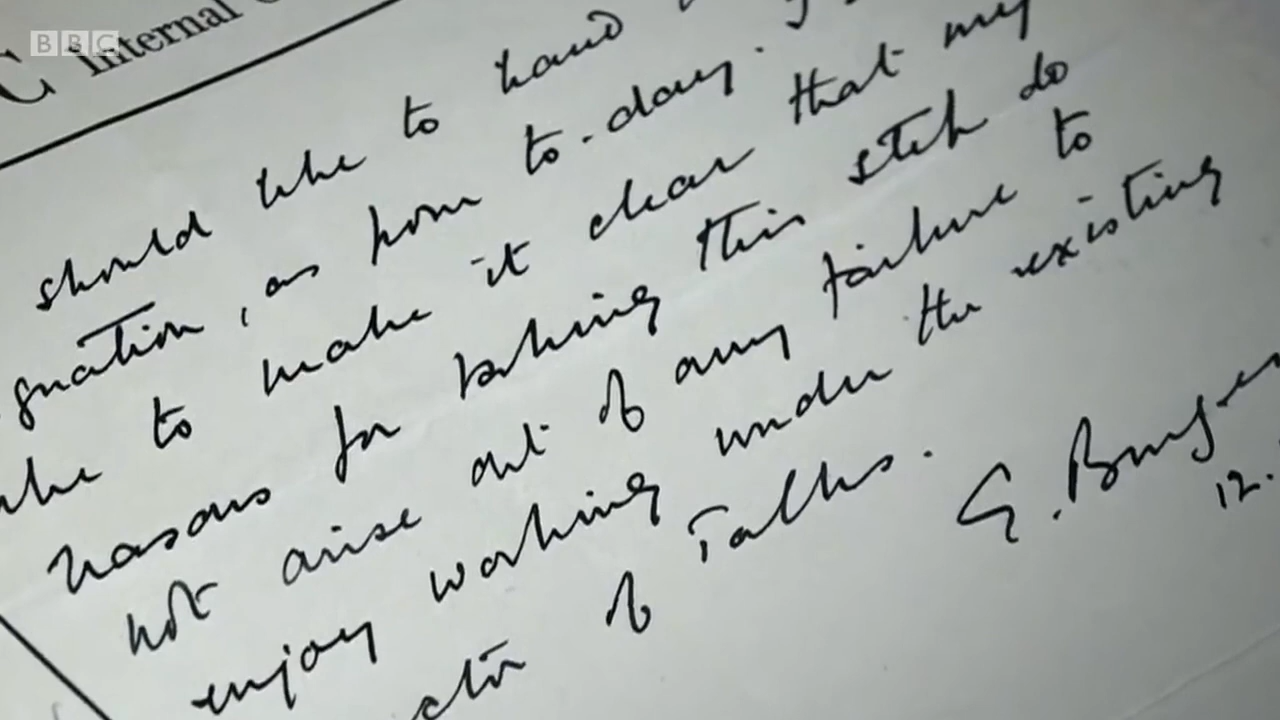 BBC
C Internal
should like to hand
gnation, as from to-day.
like to make it clear that my
reasons for taking this step do
not arise out of any failure to
enjoy working under the existing
ctor of Talks.
G. Burgess
12.